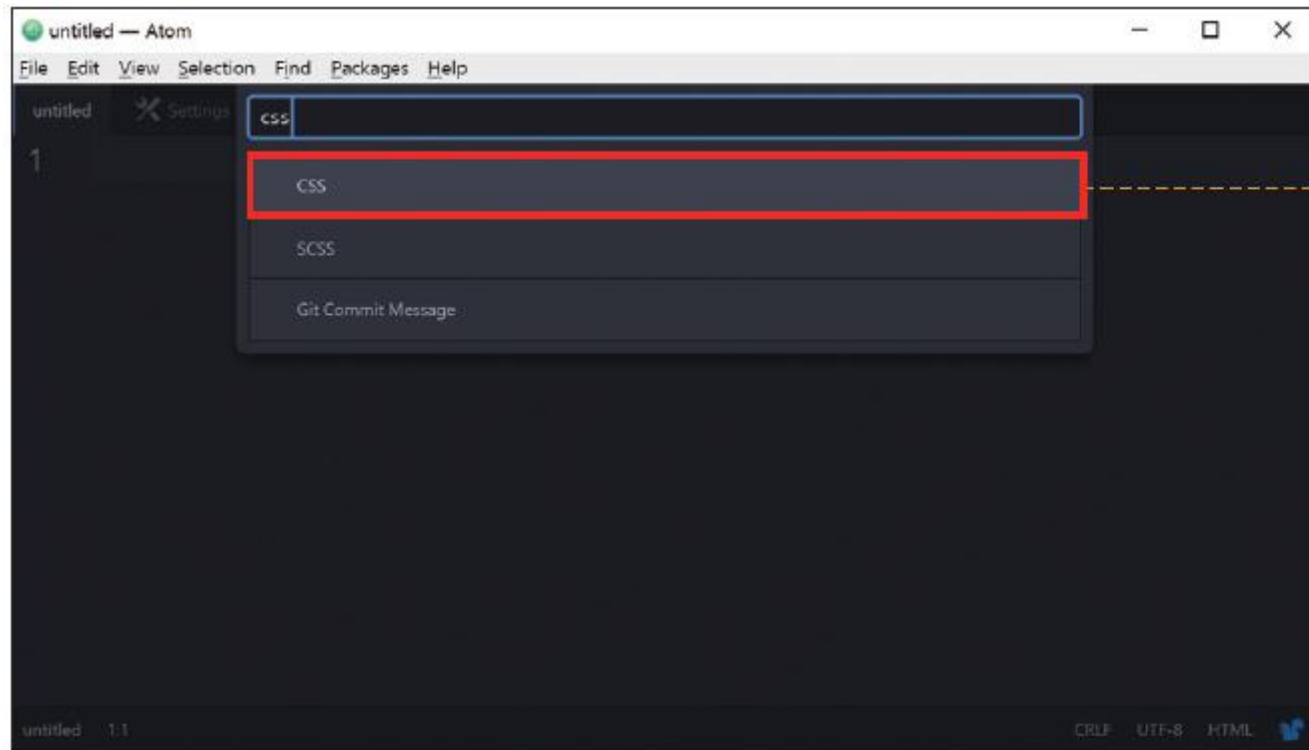 untitled — Atom
File Edit View Selection Find Packages Help
untitled Settings
css
1
CSS
SCSS
Git Commit Message
untitled 1:1 CRLF UTF-8 HTML